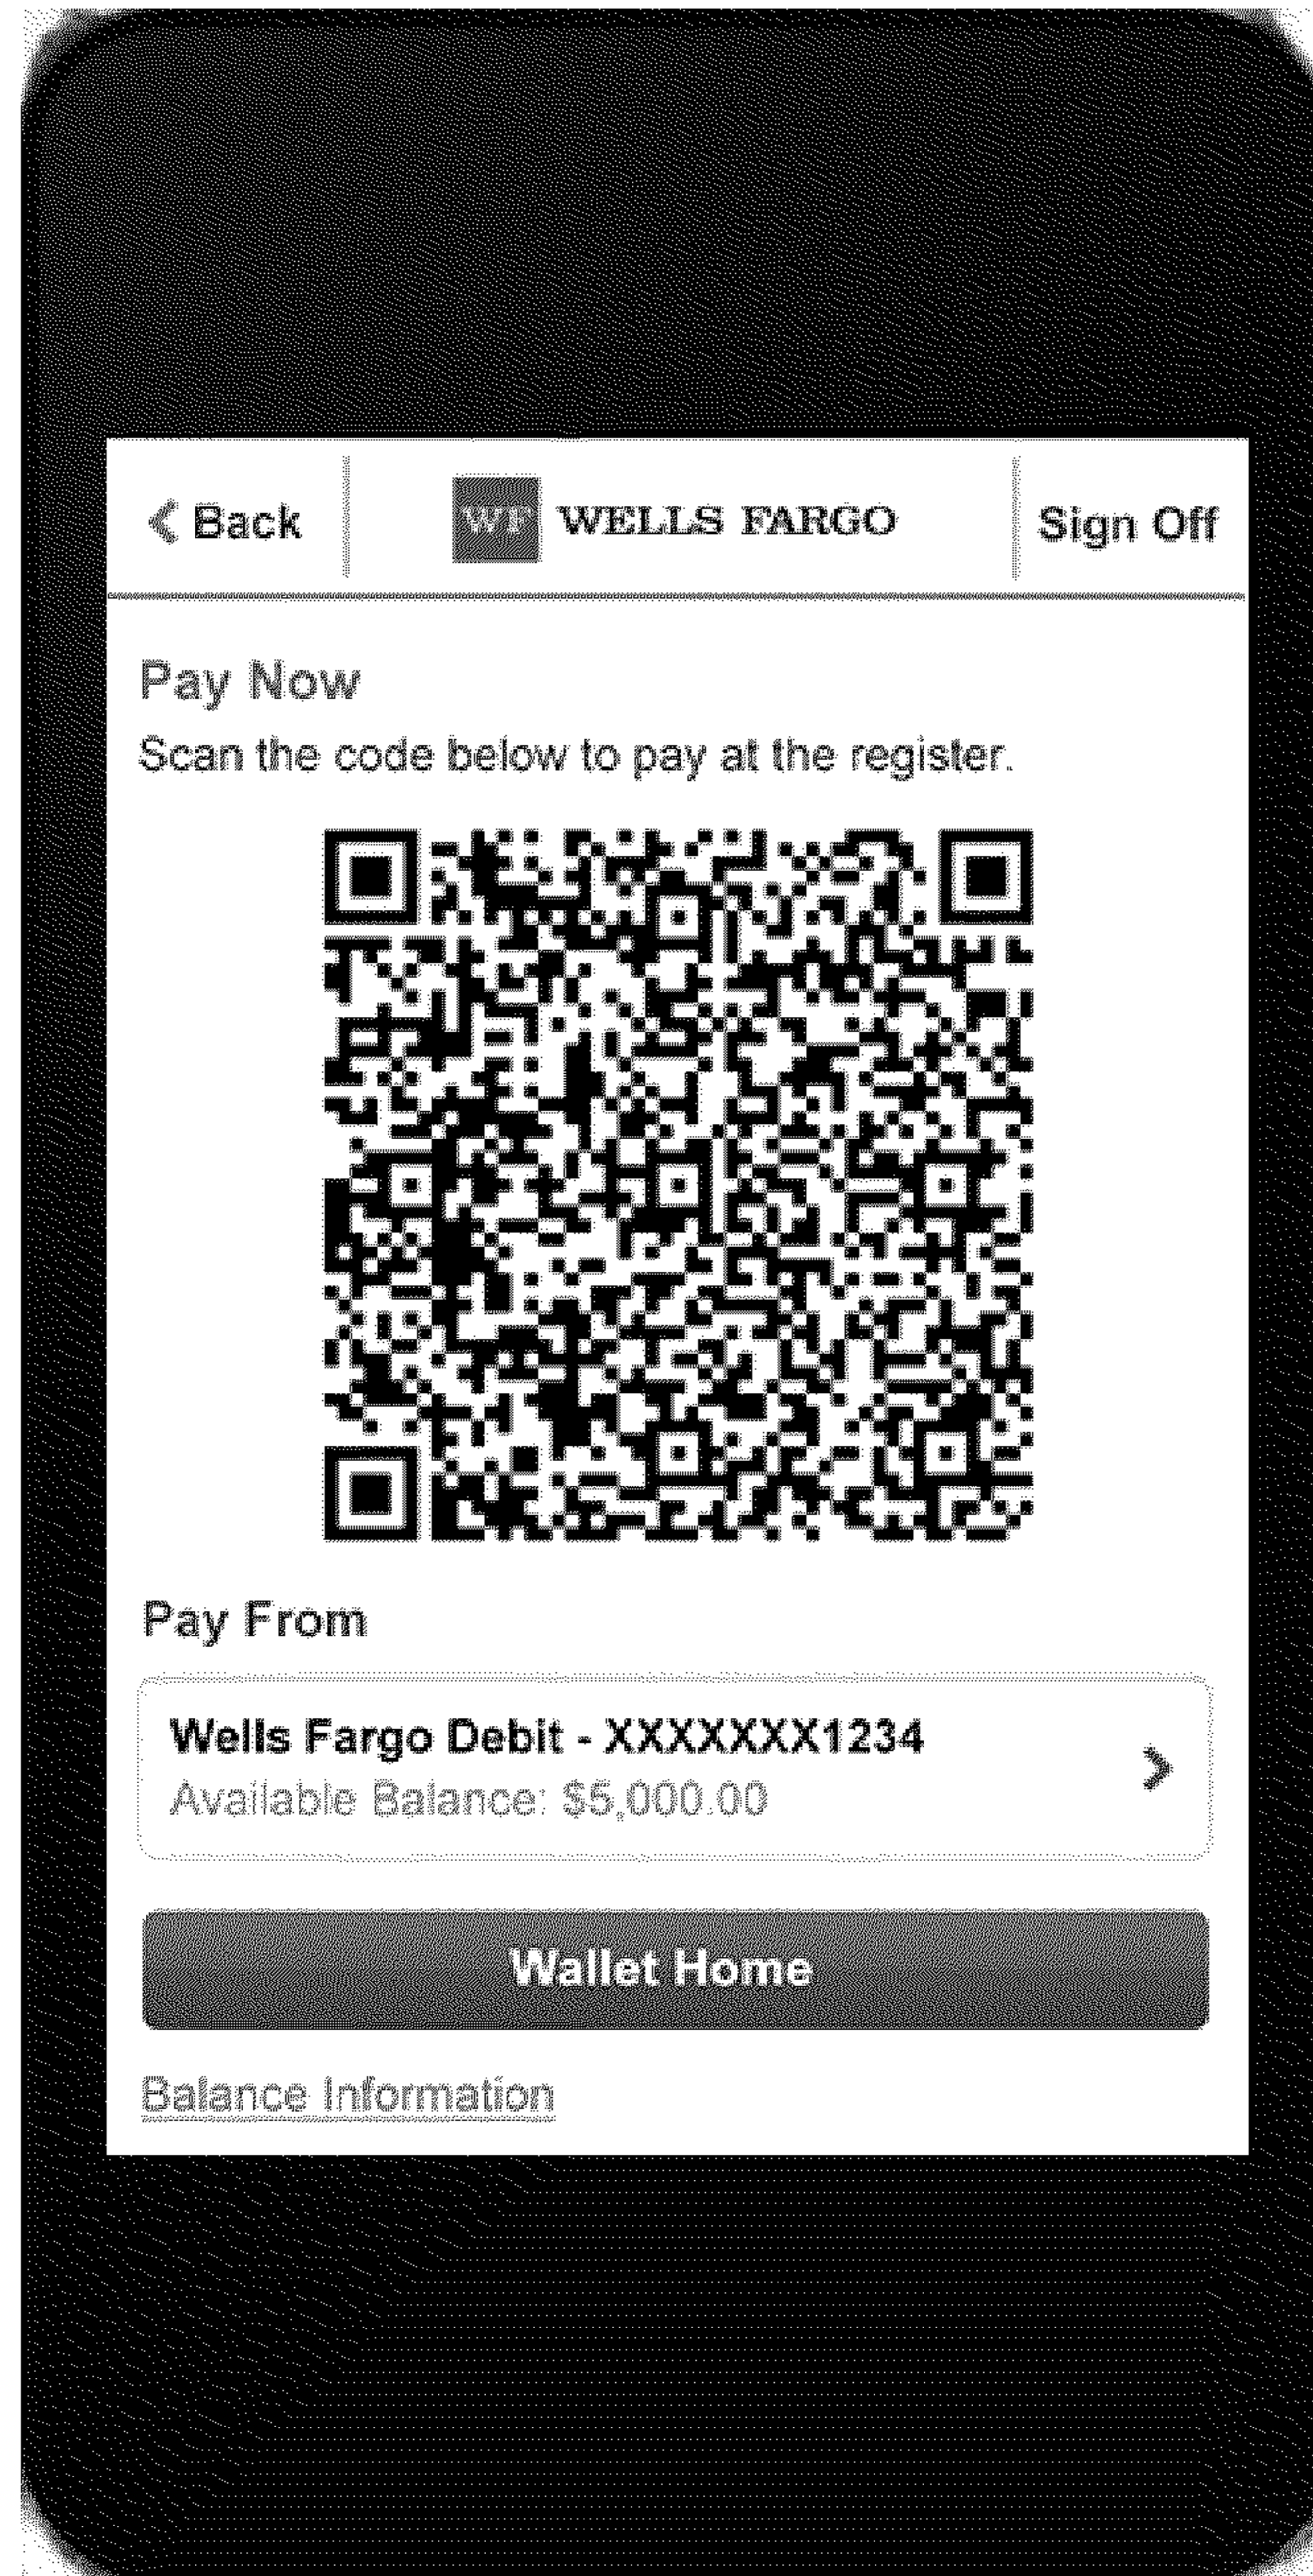 Back
WF WELLS FARGO
Sign Off
Pay Now
Scan the code below to pay at the register.
Pay From
Wells Fargo Debit - XXXXXXX1234
Available Balance: $5,000.00
Wallet Home
Balance Information